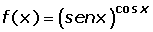 f(x) = (senx)^cosx